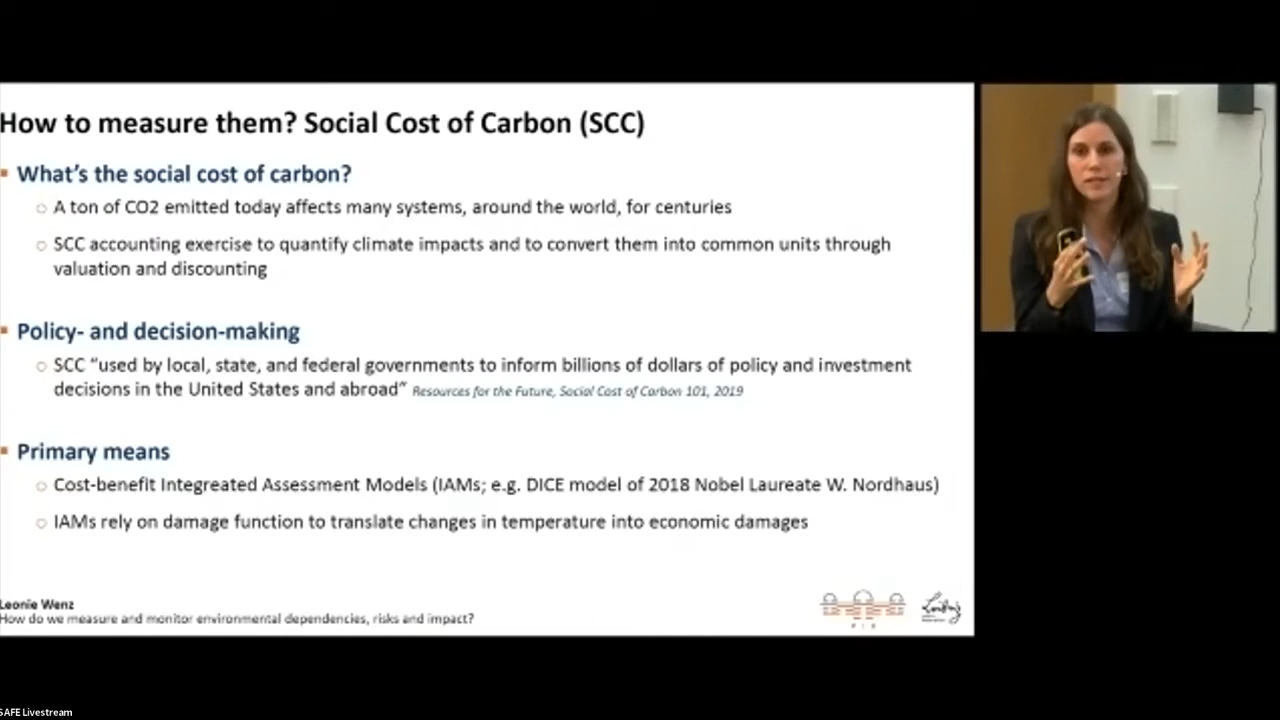 How to measure them? Social Cost of Carbon (SCC)
What's the social cost of carbon?
A ton of CO2 emitted today affects many systems, around the world, for centuries
SCC accounting exercise to quantify climate impacts and to convert them into common units through
valuation and discounting
Policy- and decision-making
SCC "used by local, state, and federal governments to inform billions of dollars of policy and investment
decisions in the United States and abroad" Resources for the Future, Social Cost of Carbon 101, 2019
Primary means
Cost-benefit Integreated Assessment Models (IAMs; e.g. DICE model of 2018 Nobel Laureate W. Nordhaus)
IAMs rely on damage function to translate changes in temperature into economic damages
Leonie Wenz
How do we measure and monitor environmental dependencies, risks and impact?
P I K
SAFE Livestream